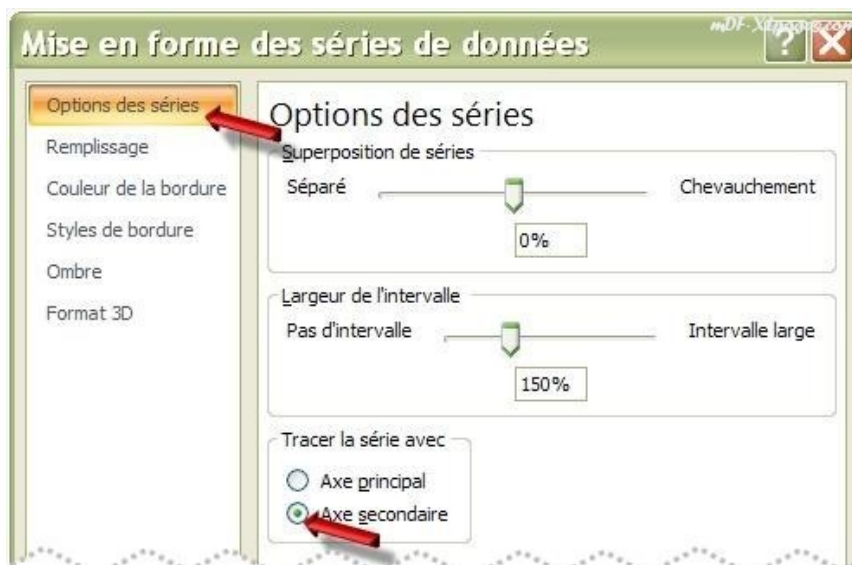 Mise en forme des séries de données
?
X
Options des séries
Remplissage
Couleur de la bordure
Styles de bordure
Ombre
Format 3D
Options des séries
Superposition de séries
Séparé Chevauchement
0%
Largeur de l'intervalle
Pas d'intervalle Intervalle large
150%
Tracer la série avec
Axe principal
Axe secondaire